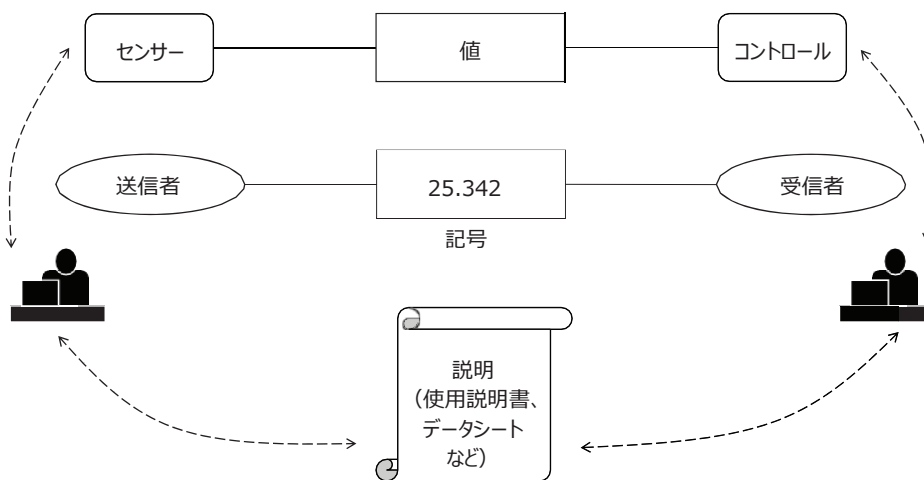 センサー
値
コントロール
送信者
25.342
受信者
記号
説明
（使用説明書、
データシート
など）